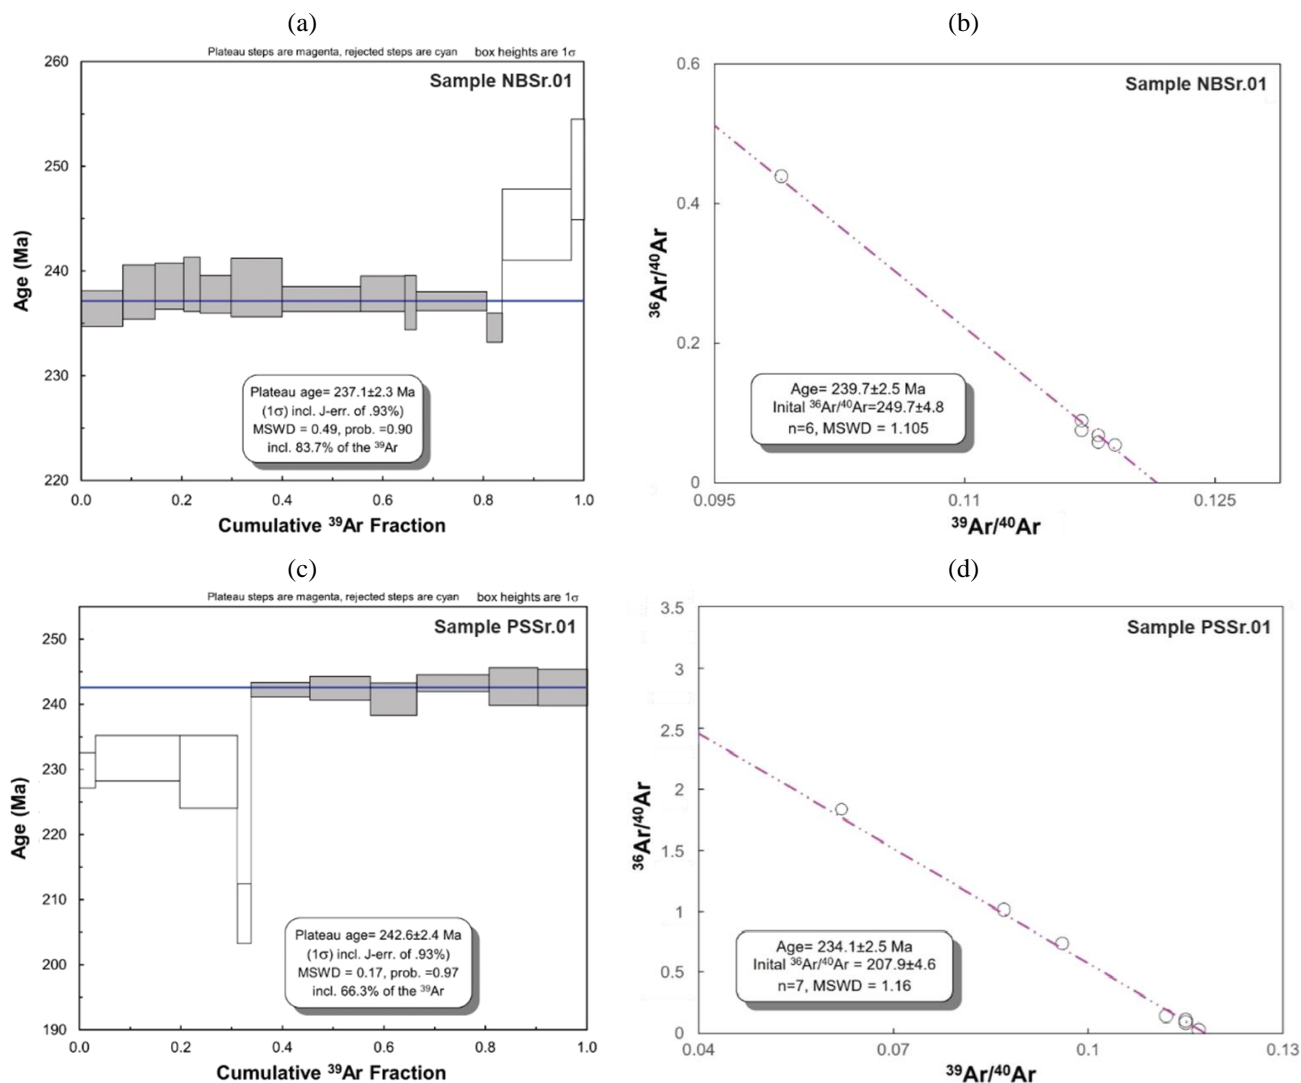 (a)
Plateau steps are magenta, rejected steps are cyan box heights are 1σ
Sample NBSr.01
260
250
240
230
220
Age (Ma)
Plateau age= 237.1±2.3 Ma
(1σ) incl. J-err. of .93%)
MSWD = 0.49, prob. =0.90
incl. 83.7% of the ³⁹Ar
0.0 0.2 0.4 0.6 0.8 1.0
Cumulative ³⁹Ar Fraction
(b)
Sample NBSr.01
0.6
0.4
0.2
0
³⁶Ar/⁴⁰Ar
Age= 239.7±2.5 Ma
Inital ³⁶Ar/⁴⁰Ar=249.7±4.8
n=6, MSWD = 1.105
0.095 0.11 0.125
³⁹Ar/⁴⁰Ar
(c)
Plateau steps are magenta, rejected steps are cyan box heights are 1σ
Sample PSSr.01
250
240
230
220
210
200
190
Age (Ma)
Plateau age= 242.6±2.4 Ma
(1σ) incl. J-err. of .93%)
MSWD = 0.17, prob. =0.97
incl. 66.3% of the ³⁹Ar
0.0 0.2 0.4 0.6 0.8 1.0
Cumulative ³⁹Ar Fraction
(d)
Sample PSSr.01
3.5
3
2.5
2
1.5
1
0.5
0
³⁶Ar/⁴⁰Ar
Age= 234.1±2.5 Ma
Inital ³⁶Ar/⁴⁰Ar = 207.9±4.6
n=7, MSWD = 1.16
0.04 0.07 0.1 0.13
³⁹Ar/⁴⁰Ar